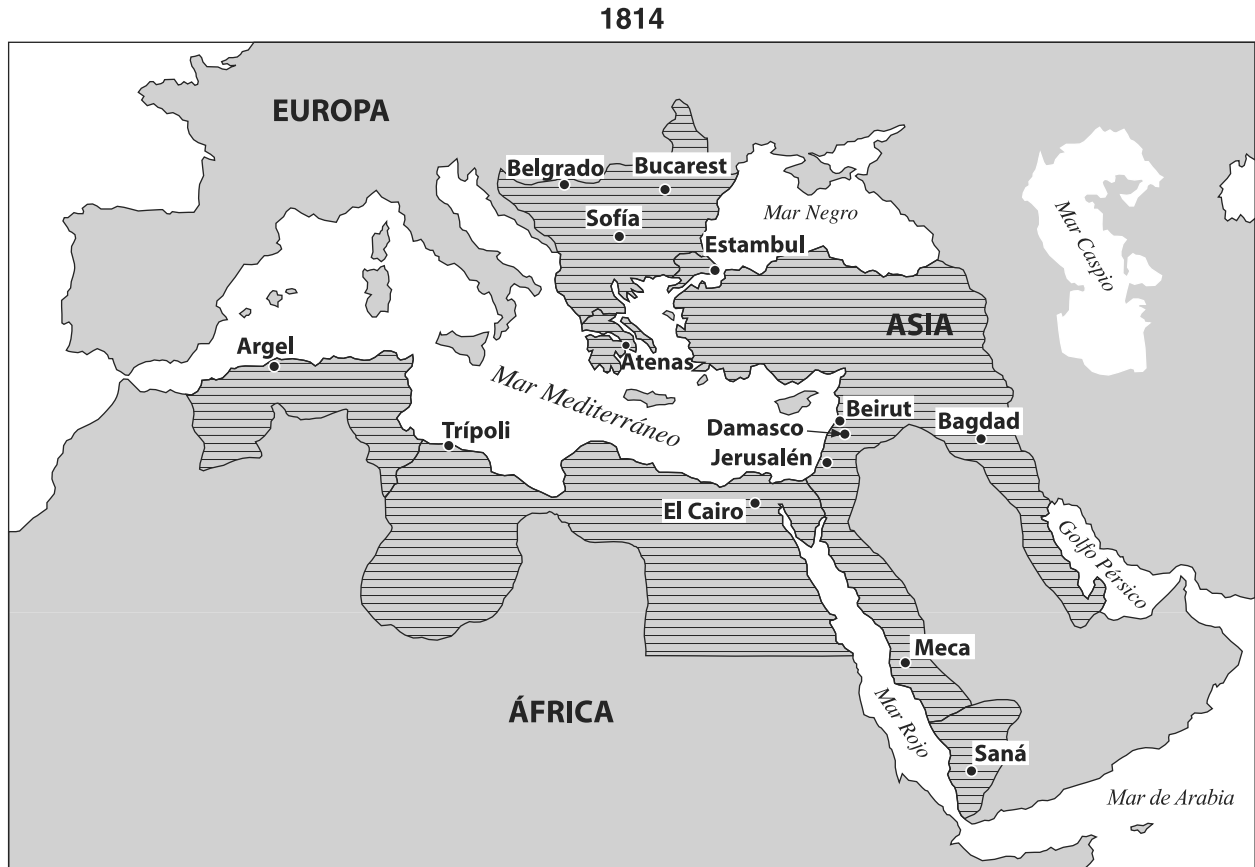 1814
EUROPA
Belgrado
Bucarest
Sofía
Mar Negro
Estambul
Mar Caspio
ASIA
Argel
Atenas
Mar Mediterráneo
Trípoli
Beirut
Damasco
Bagdad
Jerusalén
El Cairo
Golfo Pérsico
Meca
ÁFRICA
Mar Rojo
Saná
Mar de Arabia